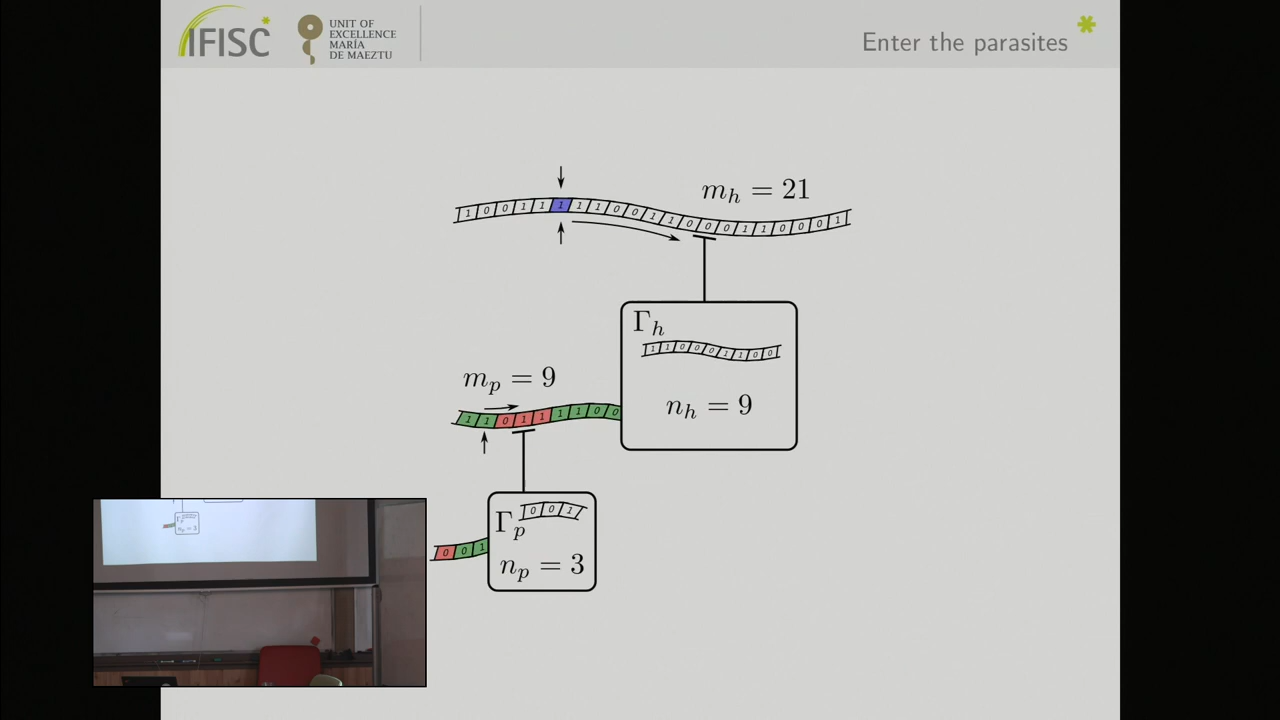 IFISC
UNIT OF
EXCELLENCE
MARÍA
DE MAEZTU
Enter the parasites
m_h = 21
1 0 0 1 1 1 1 1 0 0 1 1 0 0 0 1 1 0 0 0 1
Γ_h
1 1 0 0 0 1 1 0 0
n_h = 9
m_p = 9
1 1 0 1 1 1 1 0 0
Γ_p
0 0 1
n_p = 3
0 0 1
Γ_p
n_p = 3